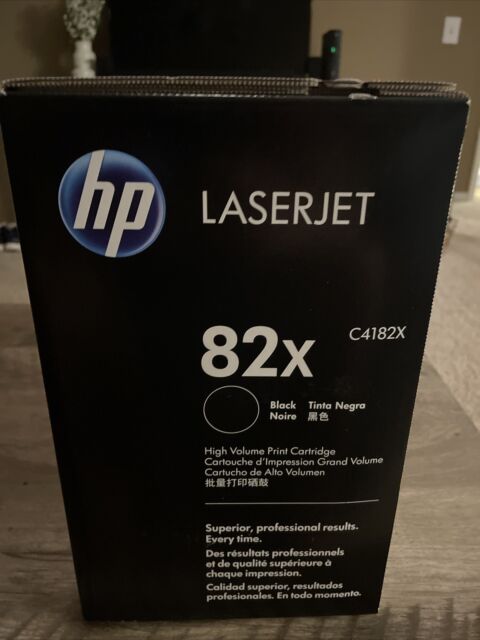 hp
LASERJET
82x
C4182X
Black Tinta Negra
Noire 黑色
High Volume Print Cartridge
Cartouche d'Impression Grand Volume
Cartucho de Alto Volumen
批量打印硒鼓
Superior, professional results.
Every time.
Des résultats professionnels
et de qualité supérieure à
chaque impression.
Calidad superior, resultados
profesionales. En todo momento.